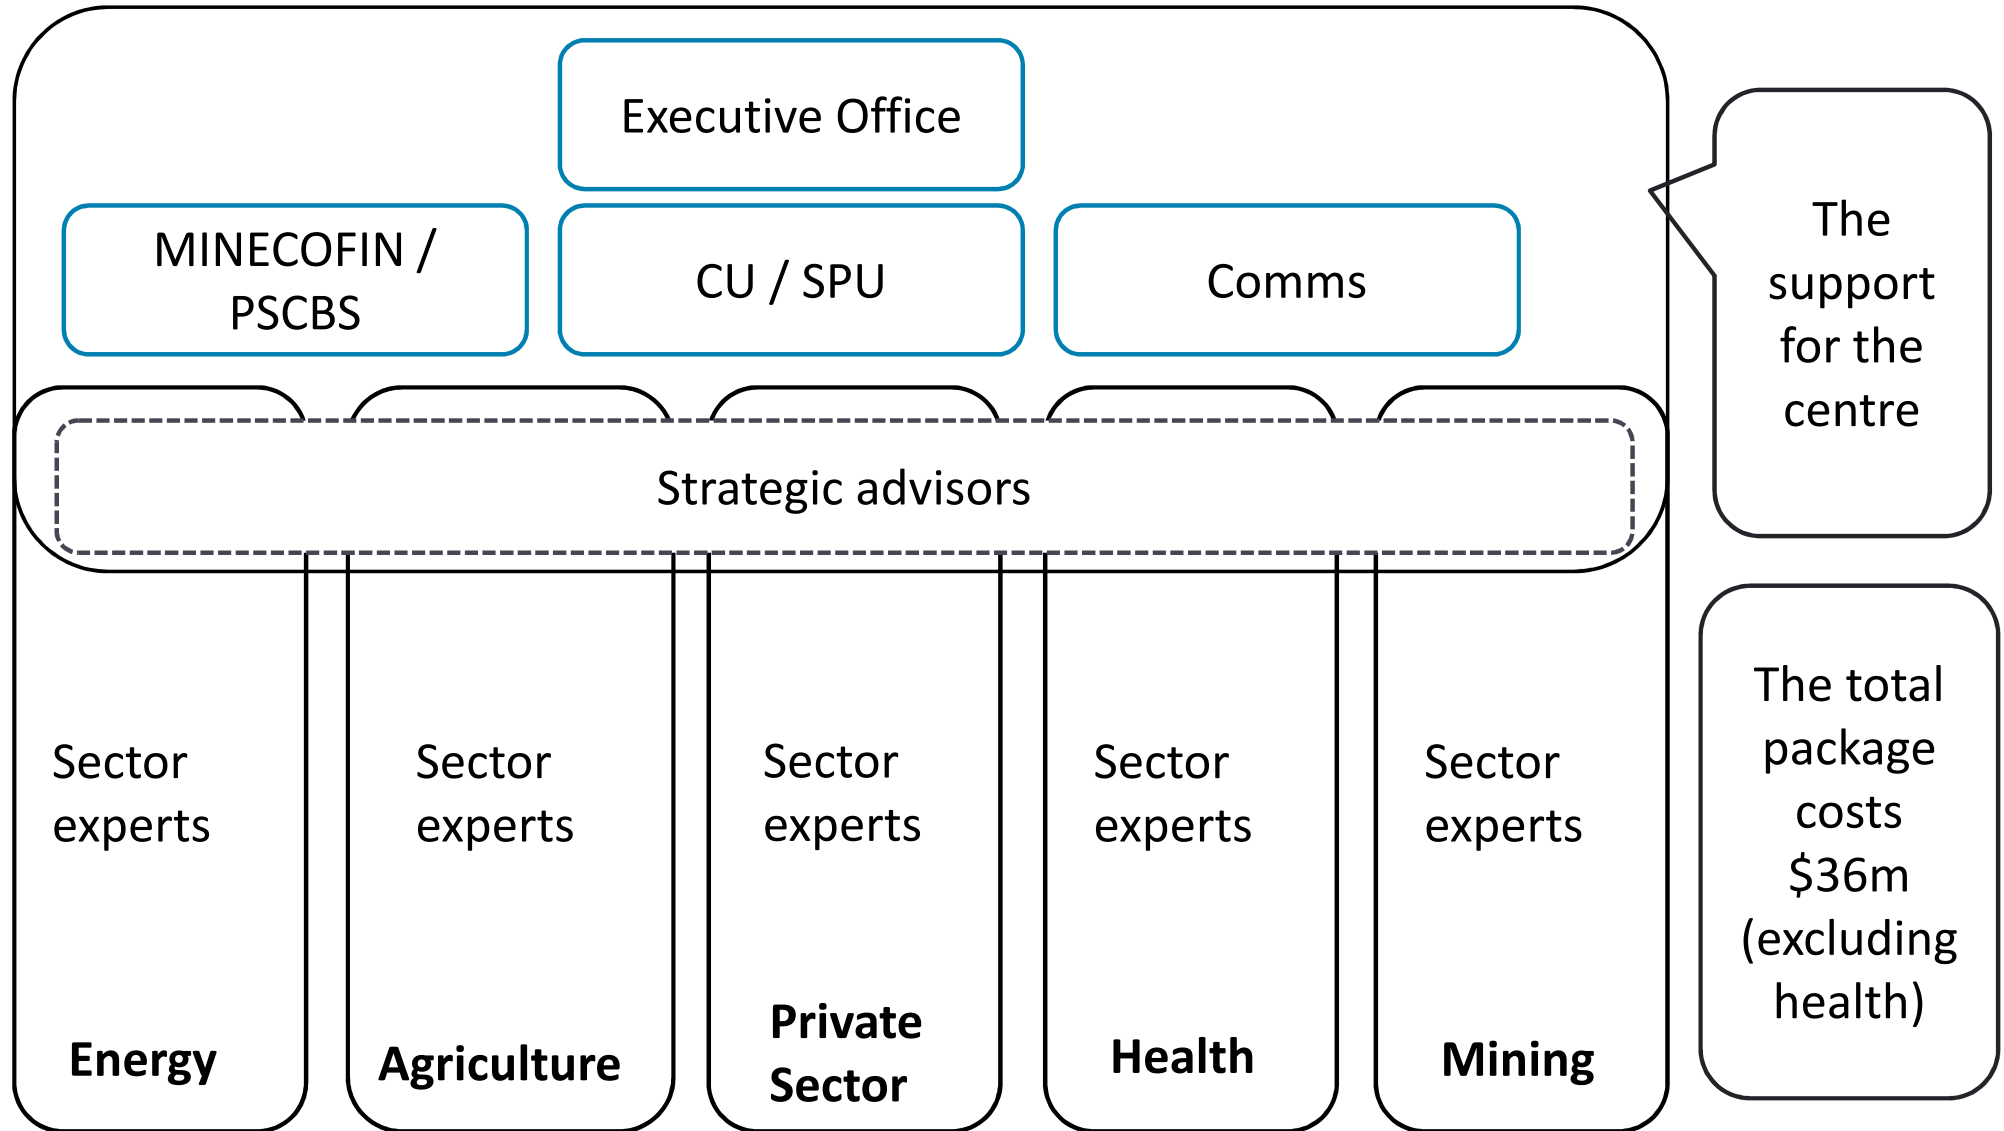 Executive Office
MINECOFIN /
PSCBS
CU / SPU
Comms
The
support
for the
centre
Strategic advisors
Sector
experts
Sector
experts
Sector
experts
Sector
experts
Sector
experts
Energy
Agriculture
Private
Sector
Health
Mining
The total
package
costs
$36m
(excluding
health)